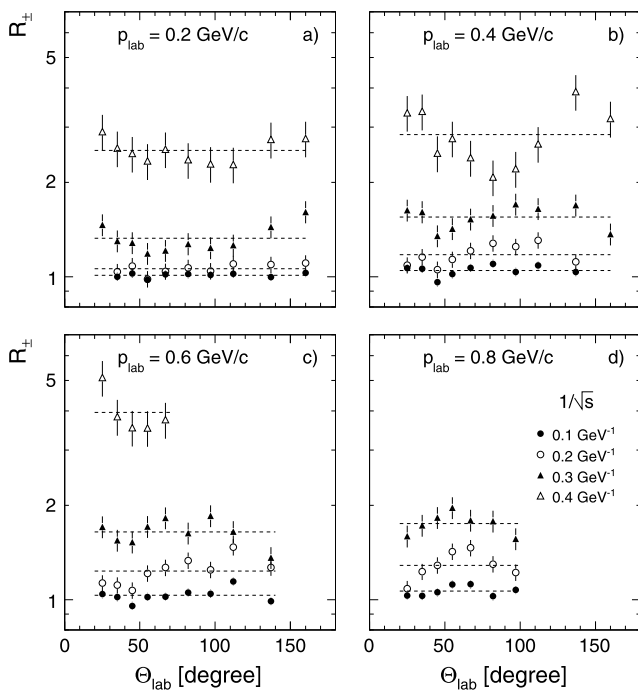 R±
p_lab = 0.2 GeV/c a)
p_lab = 0.4 GeV/c b)
5
2
1
R±
p_lab = 0.6 GeV/c c)
p_lab = 0.8 GeV/c d)
5
1/√s
0.1 GeV⁻¹
0.2 GeV⁻¹
0.3 GeV⁻¹
0.4 GeV⁻¹
2
1
0 50 100 150
0 50 100 150
Θ_lab [degree]
Θ_lab [degree]